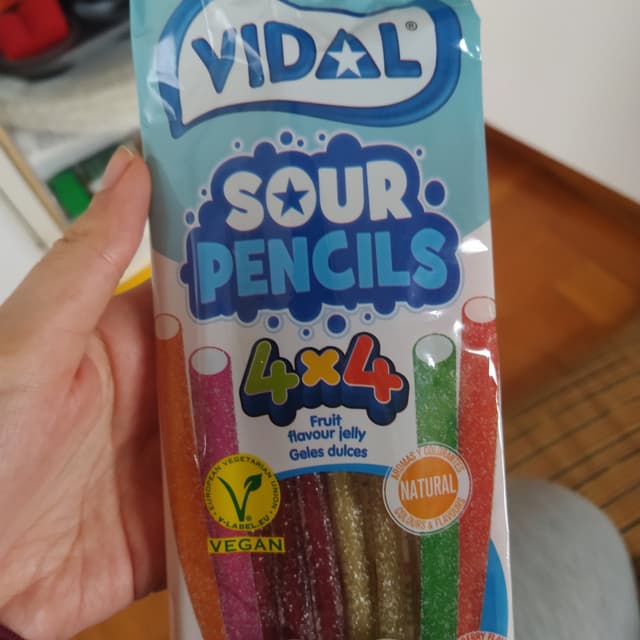 VIDAL®
SOUR
PENCILS
4x4
Fruit
flavour jelly
Geles dulces
EUROPEAN VEGETARIAN UNION
V-LABEL.EU
VEGAN
AROMAS Y COLORANTES
NATURAL
COLOURS & FLAVOURS